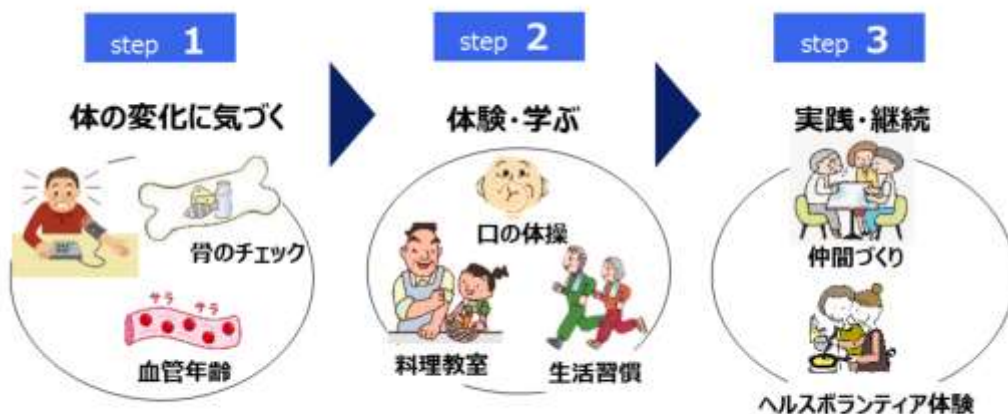 step 1
体の変化に気づく
骨のチェック
サラ サラ
血管年齢
step 2
体験・学ぶ
口の体操
料理教室
生活習慣
step 3
実践・継続
仲間づくり
ヘルスボランティア体験